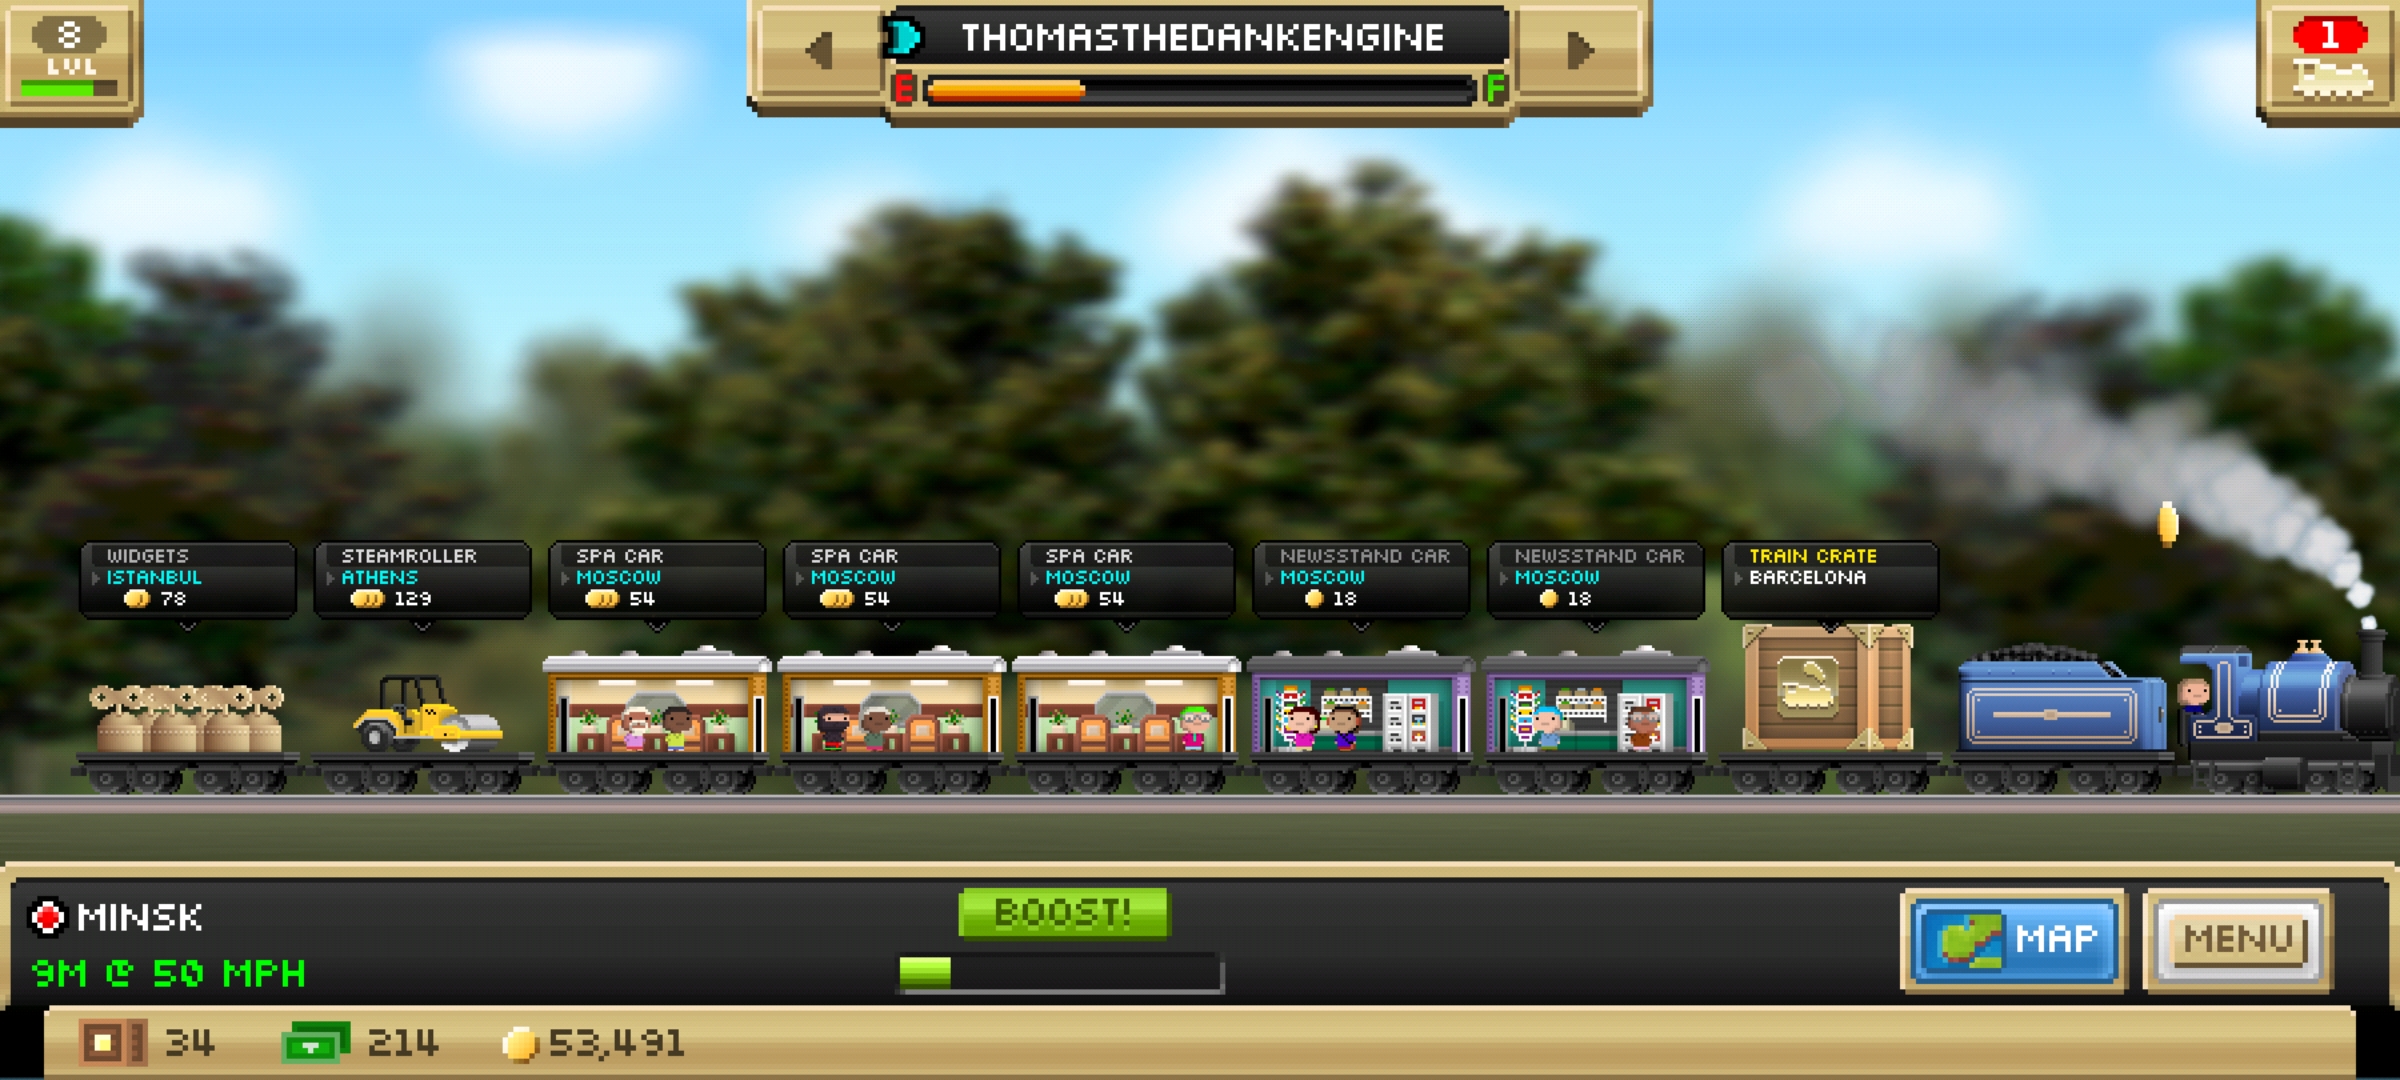 8
LVL
THOMASTHEDANKENGINE
E F
1
WIDGETS
ISTANBUL
78
STEAMROLLER
ATHENS
129
SPA CAR
MOSCOW
54
SPA CAR
MOSCOW
54
SPA CAR
MOSCOW
54
NEWSSTAND CAR
MOSCOW
18
NEWSSTAND CAR
MOSCOW
18
TRAIN CRATE
BARCELONA
MINSK
9M @ 50 MPH
BOOST!
MAP
MENU
34
214
53,491